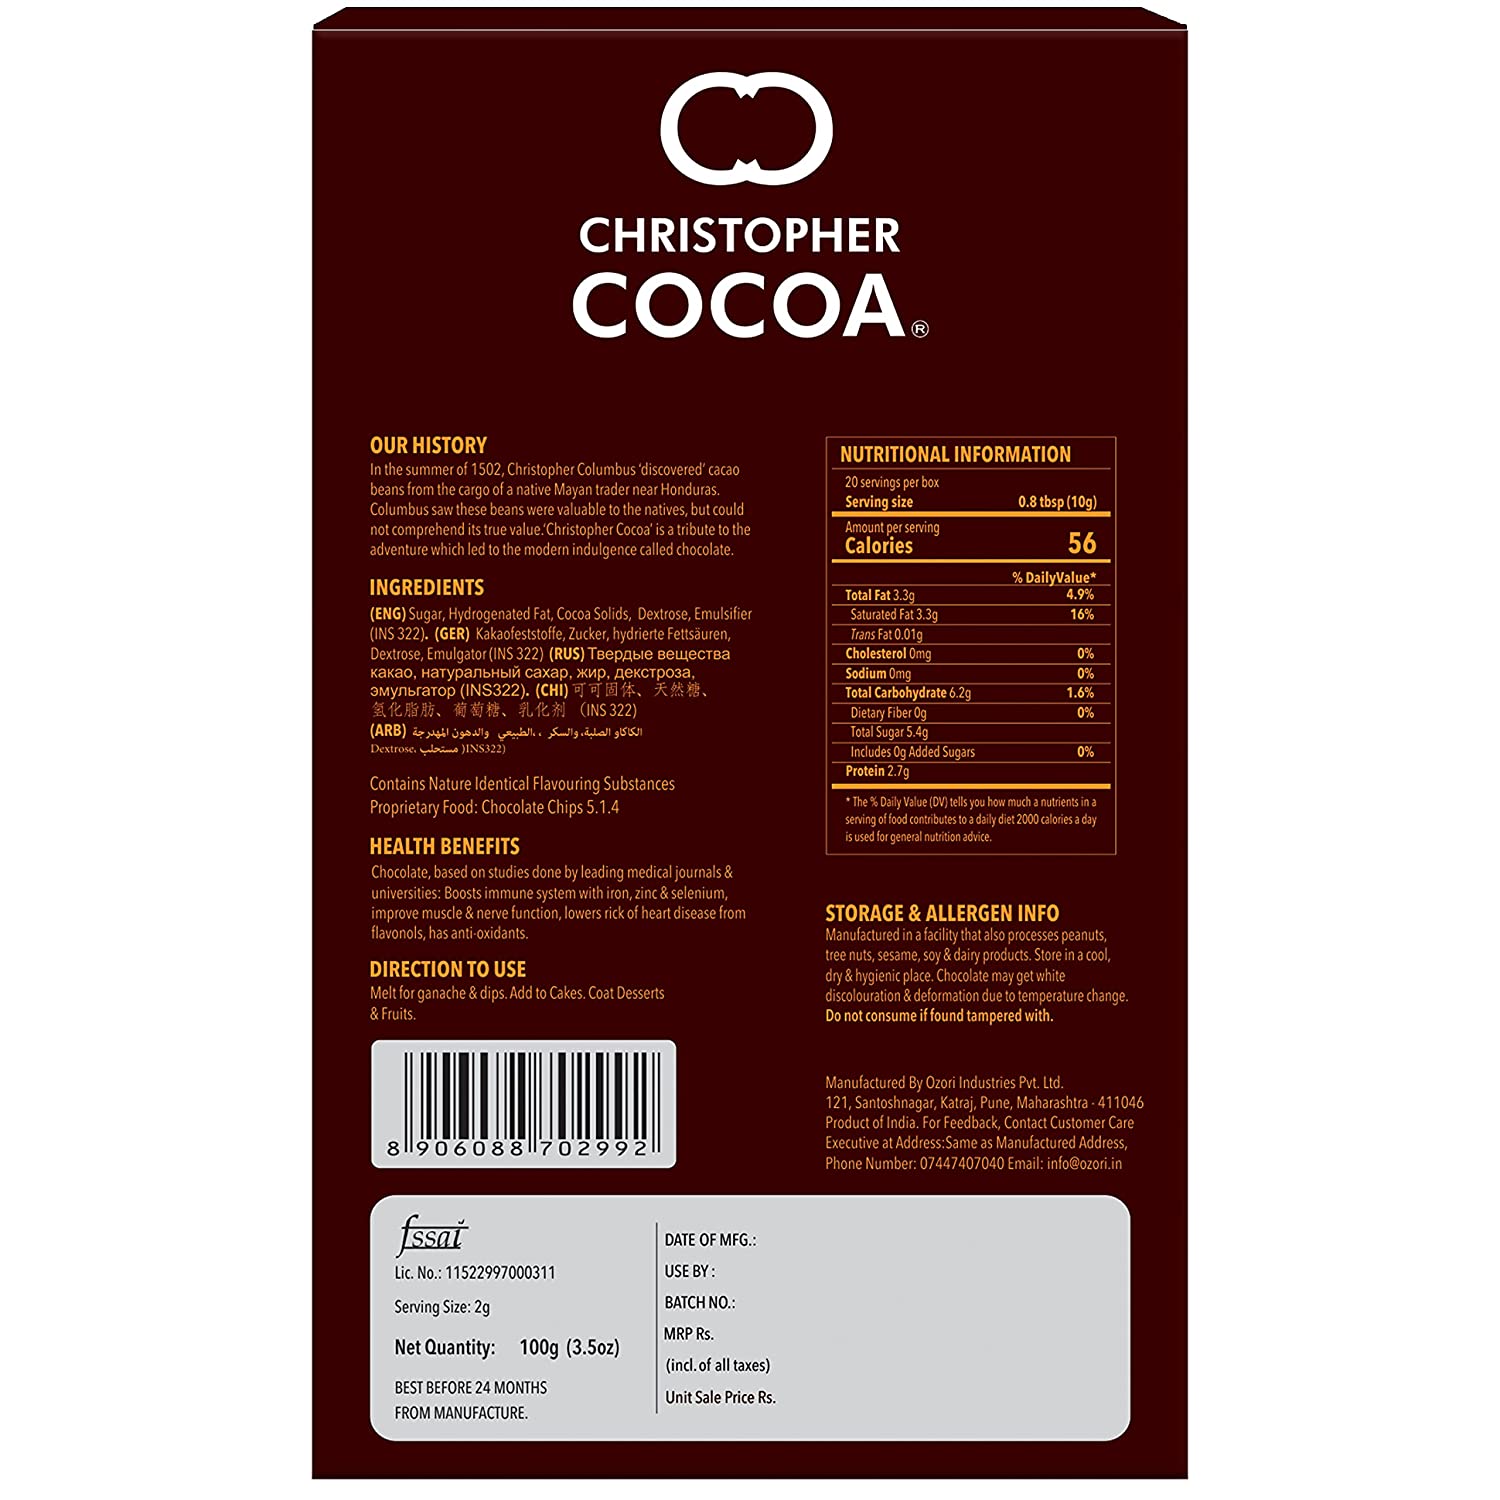 CHRISTOPHER
COCOA®
OUR HISTORY
In the summer of 1502, Christopher Columbus ‘discovered’ cacao
beans from the cargo of a native Mayan trader near Honduras.
Columbus saw these beans were valuable to the natives, but could
not comprehend its true value.‘Christopher Cocoa’ is a tribute to the
adventure which led to the modern indulgence called chocolate.
INGREDIENTS
(ENG) Sugar, Hydrogenated Fat, Cocoa Solids, Dextrose, Emulsifier
(INS 322). (GER) Kakaofeststoffe, Zucker, hydrierte Fettsäuren,
Dextrose, Emulgator (INS 322) (RUS) Твердые вещества
какао, натуральный сахар, жир, декстроза,
эмульгатор (INS322). (CHI) 可可固体、天然糖、
氢化脂肪、葡萄糖、乳化剂 (INS 322)
(ARB) الكاكاو الصلبة، والسكر ، ،الطبيعي والدهون المهدرجة
Dextrose، مستحلب )INS322)
Contains Nature Identical Flavouring Substances
Proprietary Food: Chocolate Chips 5.1.4
HEALTH BENEFITS
Chocolate, based on studies done by leading medical journals &
universities: Boosts immune system with iron, zinc & selenium,
improve muscle & nerve function, lowers rick of heart disease from
flavonols, has anti-oxidants.
DIRECTION TO USE
Melt for ganache & dips. Add to Cakes. Coat Desserts
& Fruits.
8 906088 702992
NUTRITIONAL INFORMATION
20 servings per box
Serving size 0.8 tbsp (10g)
Amount per serving
Calories 56
% DailyValue*
Total Fat 3.3g 4.9%
Saturated Fat 3.3g 16%
Trans Fat 0.01g
Cholesterol 0mg 0%
Sodium 0mg 0%
Total Carbohydrate 6.2g 1.6%
Dietary Fiber 0g 0%
Total Sugar 5.4g
Includes 0g Added Sugars 0%
Protein 2.7g
* The % Daily Value (DV) tells you how much a nutrients in a
serving of food contributes to a daily diet 2000 calories a day
is used for general nutrition advice.
STORAGE & ALLERGEN INFO
Manufactured in a facility that also processes peanuts,
tree nuts, sesame, soy & dairy products. Store in a cool,
dry & hygienic place. Chocolate may get white
discolouration & deformation due to temperature change.
Do not consume if found tampered with.
Manufactured By Ozori Industries Pvt. Ltd.
121, Santoshnagar, Katraj, Pune, Maharashtra - 411046
Product of India. For Feedback, Contact Customer Care
Executive at Address:Same as Manufactured Address,
Phone Number: 07447407040 Email: info@ozori.in
fssai
Lic. No.: 11522997000311
Serving Size: 2g
Net Quantity: 100g (3.5oz)
BEST BEFORE 24 MONTHS
FROM MANUFACTURE.
DATE OF MFG.:
USE BY :
BATCH NO.:
MRP Rs.
(incl. of all taxes)
Unit Sale Price Rs.